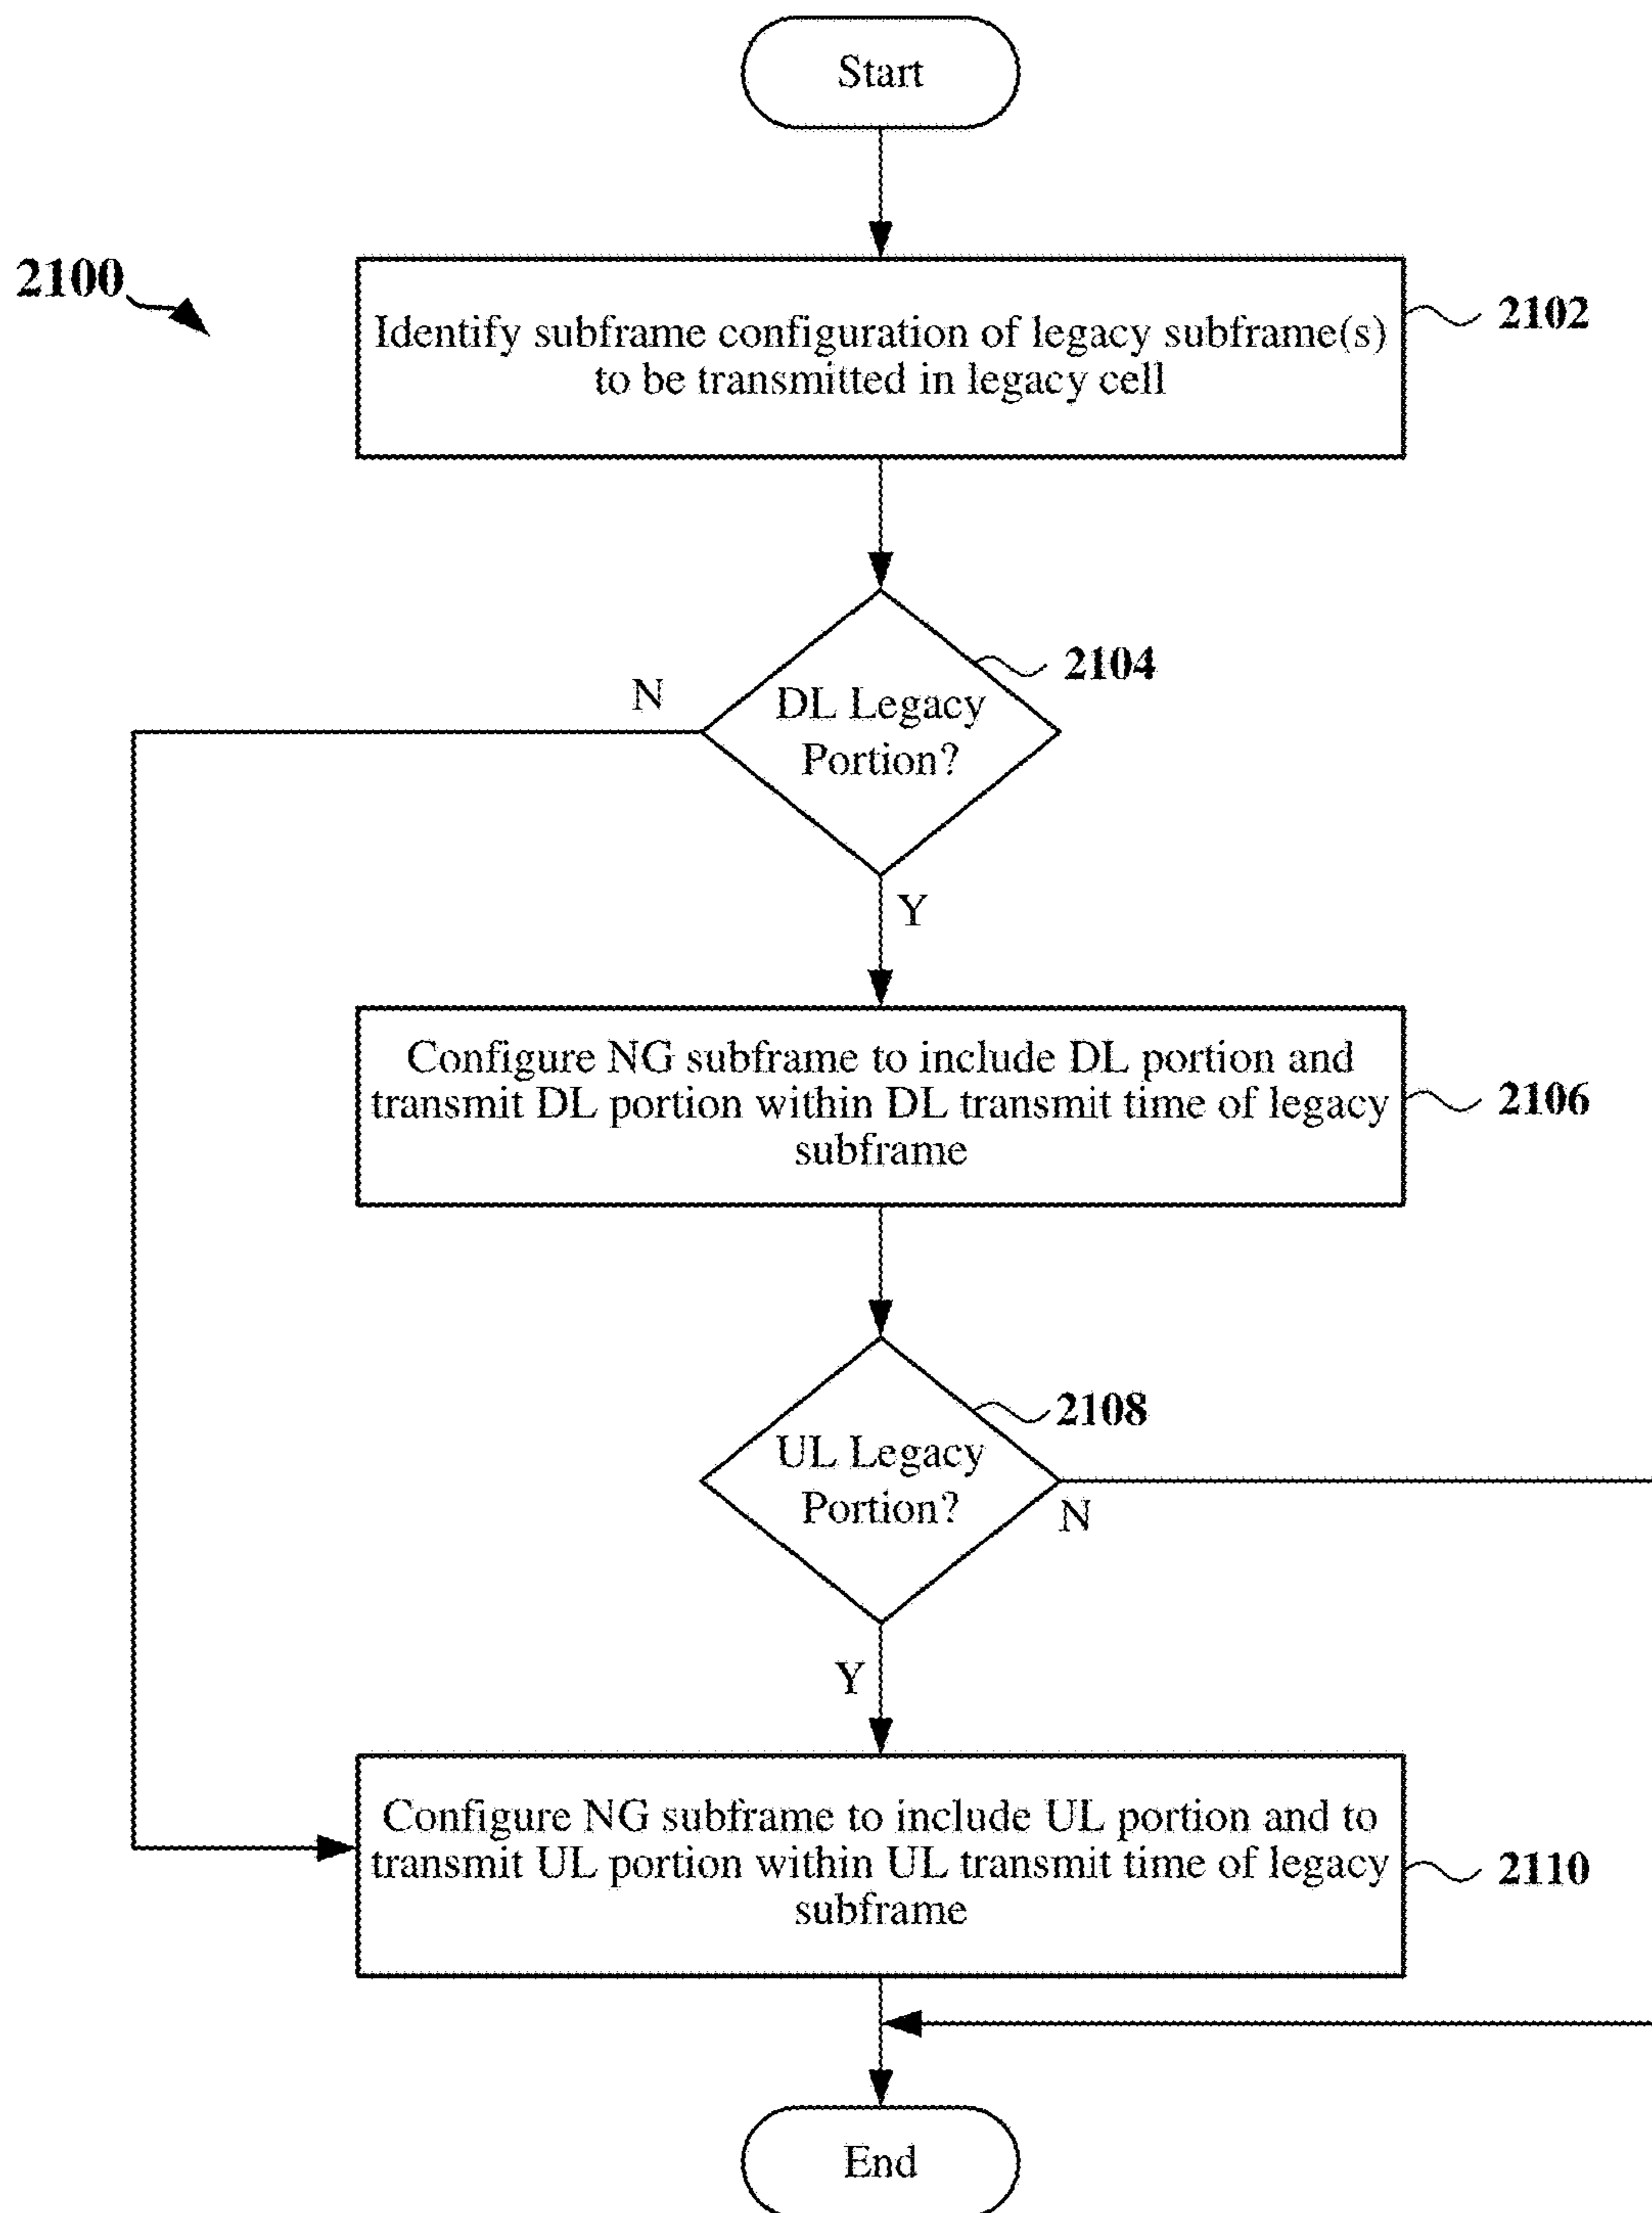 Start
2100
Identify subframe configuration of legacy subframe(s)
to be transmitted in legacy cell
2102
2104
N
DL Legacy
Portion?
Y
Configure NG subframe to include DL portion and
transmit DL portion within DL transmit time of legacy
subframe
2106
2108
UL Legacy
Portion?
N
Y
Configure NG subframe to include UL portion and to
transmit UL portion within UL transmit time of legacy
subframe
2110
End